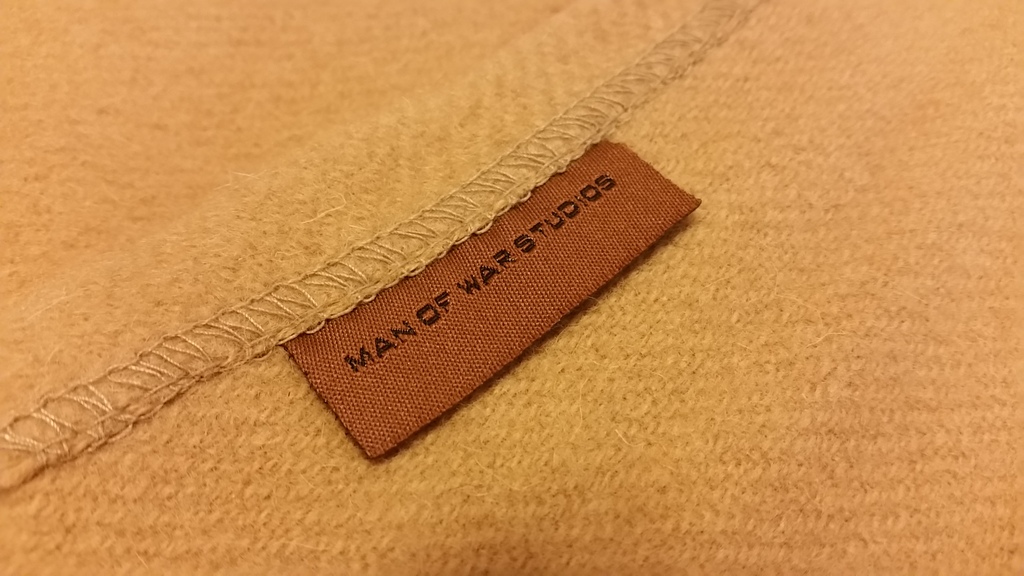 MAN OF WAR STUDIOS